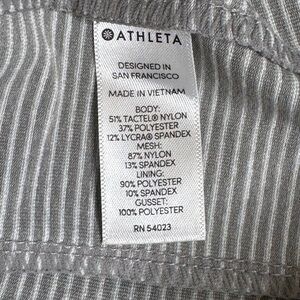 ATHLETA
DESIGNED IN
SAN FRANCISCO
MADE IN VIETNAM
BODY:
51% TACTEL® NYLON
37% POLYESTER
12% LYCRA® SPANDEX
MESH:
87% NYLON
13% SPANDEX
LINING:
90% POLYESTER
10% SPANDEX
GUSSET:
100% POLYESTER
RN 54023